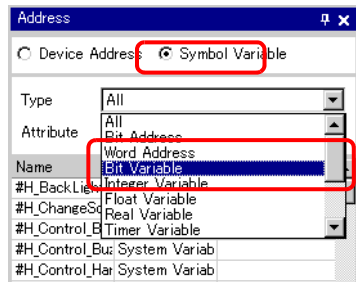 Address
Device Address Symbol Variable
Type All
All
Attribute Bit Address
Word Address
Name Bit Variable
#H_BackLigh Integer Variable
Float Variable
#H_ChangeSc Real Variable
#H_Control_B Timer Variable
#H_Control_Buz System Variab
#H_Control_Har System Variab